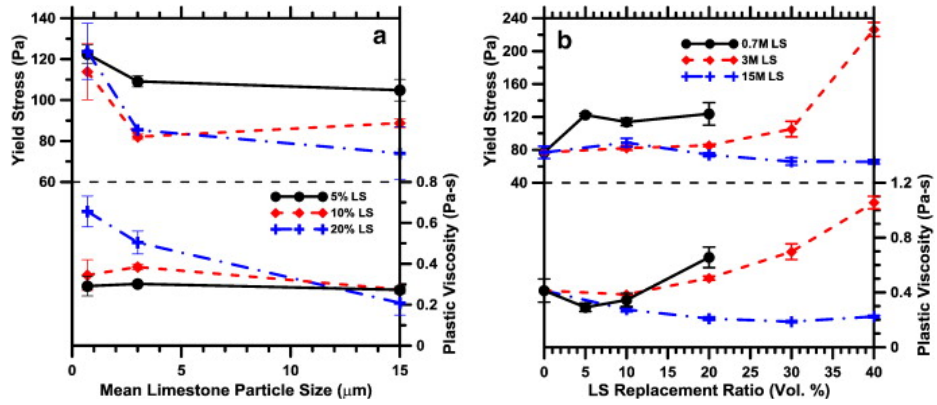 a
140
120
100
80
60
Yield Stress (Pa)
5% LS
10% LS
20% LS
0.8
0.6
0.4
0.2
0
Plastic Viscosity (Pa-s)
0
5
10
15
Mean Limestone Particle Size (μm)
b
240
200
160
120
80
40
Yield Stress (Pa)
0.7M LS
3M LS
15M LS
1.2
0.8
0.4
0
Plastic Viscosity (Pa-s)
0
5
10
15
20
25
30
35
40
LS Replacement Ratio (Vol. %)